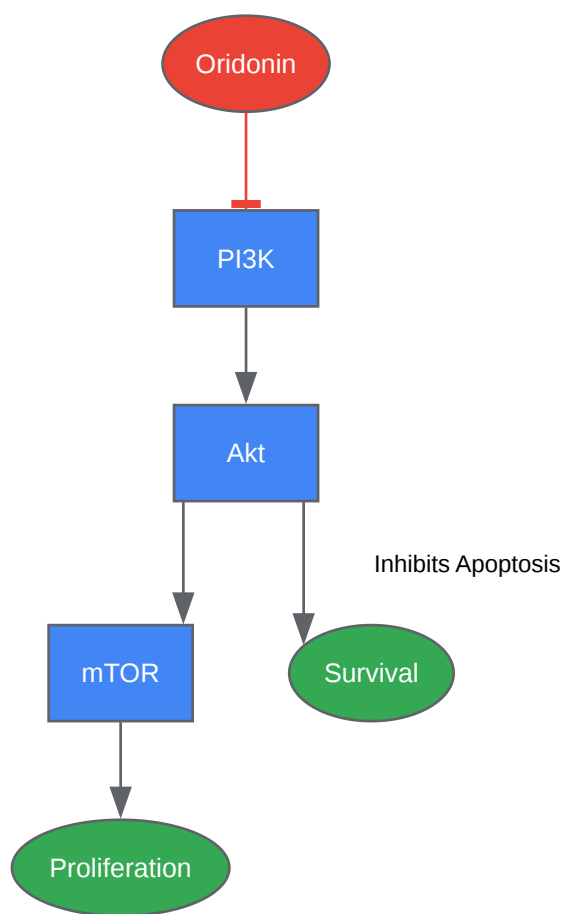 Oridonin
PI3K
Akt
Inhibits Apoptosis
mTOR
Survival
Proliferation